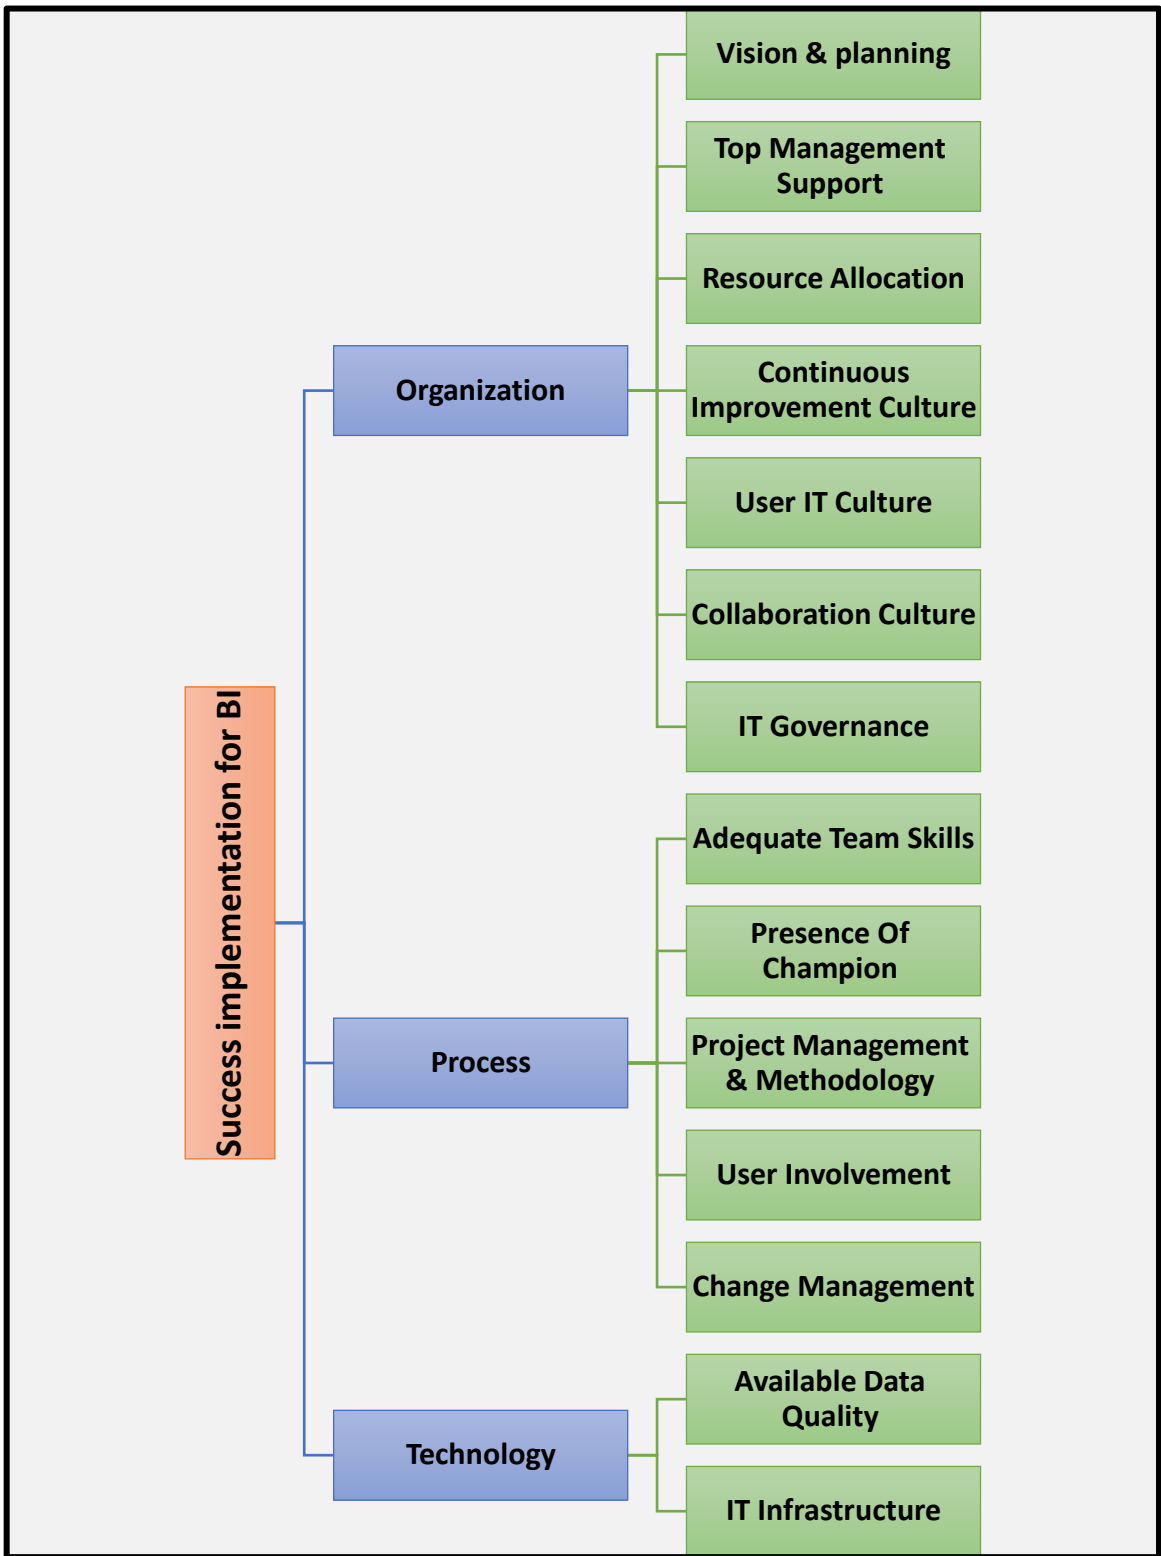 Vision & planning
Top Management
Support
Resource Allocation
Continuous
Improvement Culture
Organization
User IT Culture
Collaboration Culture
IT Governance
Success implementation for BI
Adequate Team Skills
Presence Of
Champion
Project Management
& Methodology
Process
User Involvement
Change Management
Available Data
Quality
Technology
IT Infrastructure